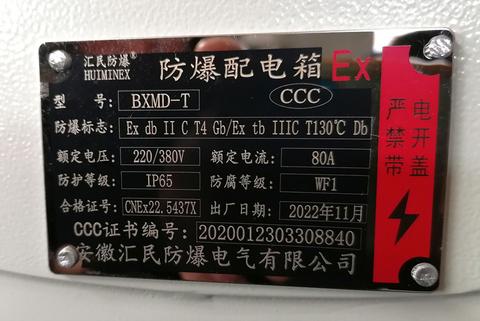 汇民防爆®
HUIMINEX
防爆配电箱 Ex
型 号: BXMD-T CCC
防爆标志: Ex db II C T4 Gb/Ex tb IIIC T130℃ Db
额定电压: 220/380V 额定电流: 80A
防护等级: IP65 防腐等级: WF1
合格证号: CNEx22.5437X 出厂日期: 2022年11月
CCC证书编号: 2020012303308840
安徽汇民防爆电气有限公司
严禁带
电开盖